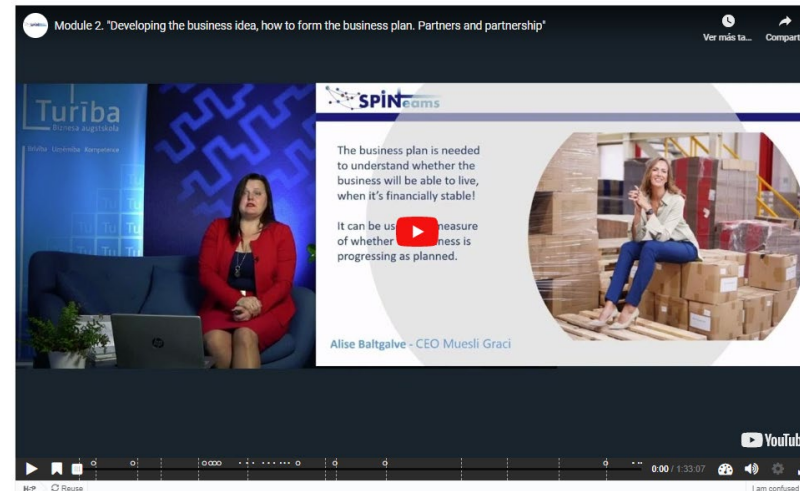 SPINteams
Module 2. "Developing the business idea, how to form the business plan. Partners and partnership"
Ver más ta...
Compart
Turība
Biznesa augstskola
SPINteams
The business plan is needed
to understand whether the
business will be able to live,
when it's financially stable!
It can be measure
of whether
progressing as planned.
Alise Baltgalve - CEO Muesli Graci
hp
YouTub
0:00 / 1:33:07
H-P
Reuse
I am confused